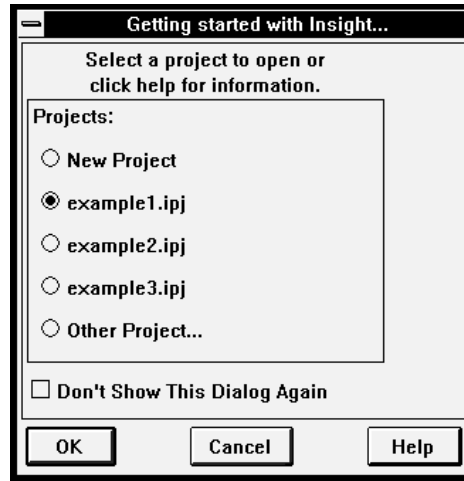 Getting started with Insight...
Select a project to open or
click help for information.
Projects:
New Project
example1.ipj
example2.ipj
example3.ipj
Other Project...
Don't Show This Dialog Again
OK
Cancel
Help